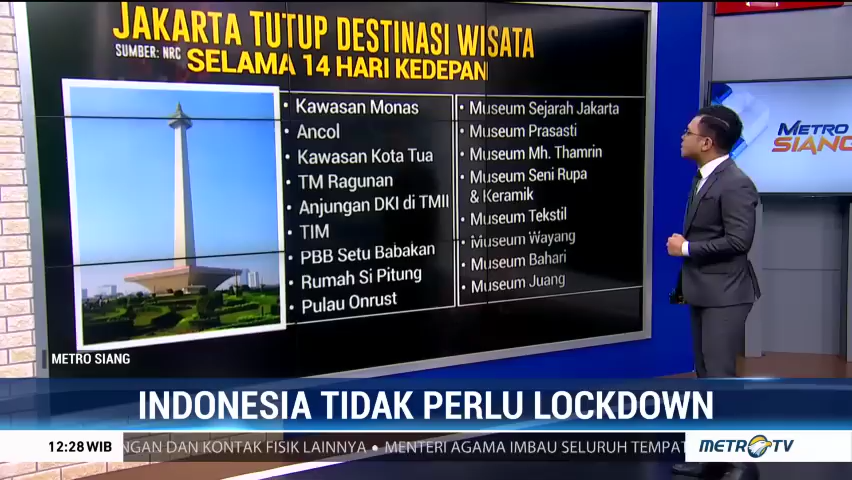 JAKARTA TUTUP DESTINASI WISATA
SUMBER: NRC
SELAMA 14 HARI KEDEPAN
• Kawasan Monas
• Ancol
• Kawasan Kota Tua
• TM Ragunan
• Anjungan DKI di TMII
• TIM
• PBB Setu Babakan
• Rumah Si Pitung
• Pulau Onrust
• Museum Sejarah Jakarta
• Museum Prasasti
• Museum Mh. Thamrin
• Museum Seni Rupa
& Keramik
• Museum Tekstil
• Museum Wayang
• Museum Bahari
• Museum Juang
METRO
SIANG
METRO SIANG
INDONESIA TIDAK PERLU LOCKDOWN
12:28 WIB
NGAN DAN KONTAK FISIK LAINNYA • MENTERI AGAMA IMBAU SELURUH TEMPAT
METRO TV